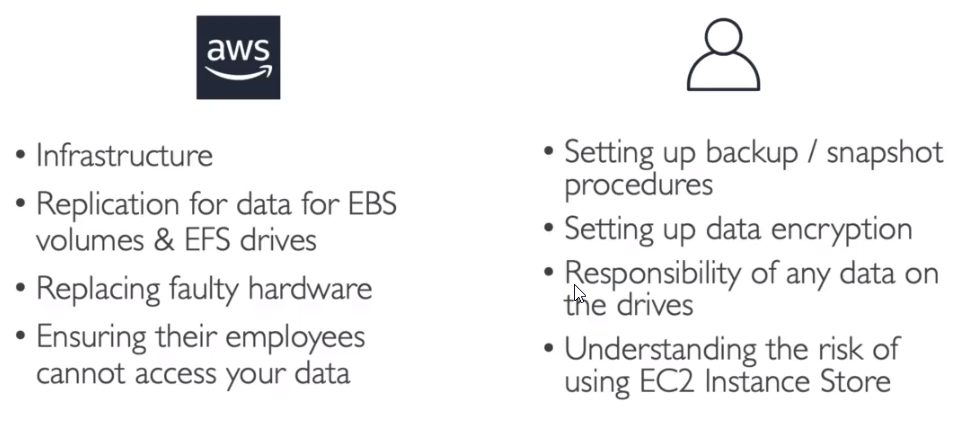 aws
• Infrastructure
• Replication for data for EBS
volumes & EFS drives
• Replacing faulty hardware
• Ensuring their employees
cannot access your data
• Setting up backup / snapshot
procedures
• Setting up data encryption
• Responsibility of any data on
the drives
• Understanding the risk of
using EC2 Instance Store